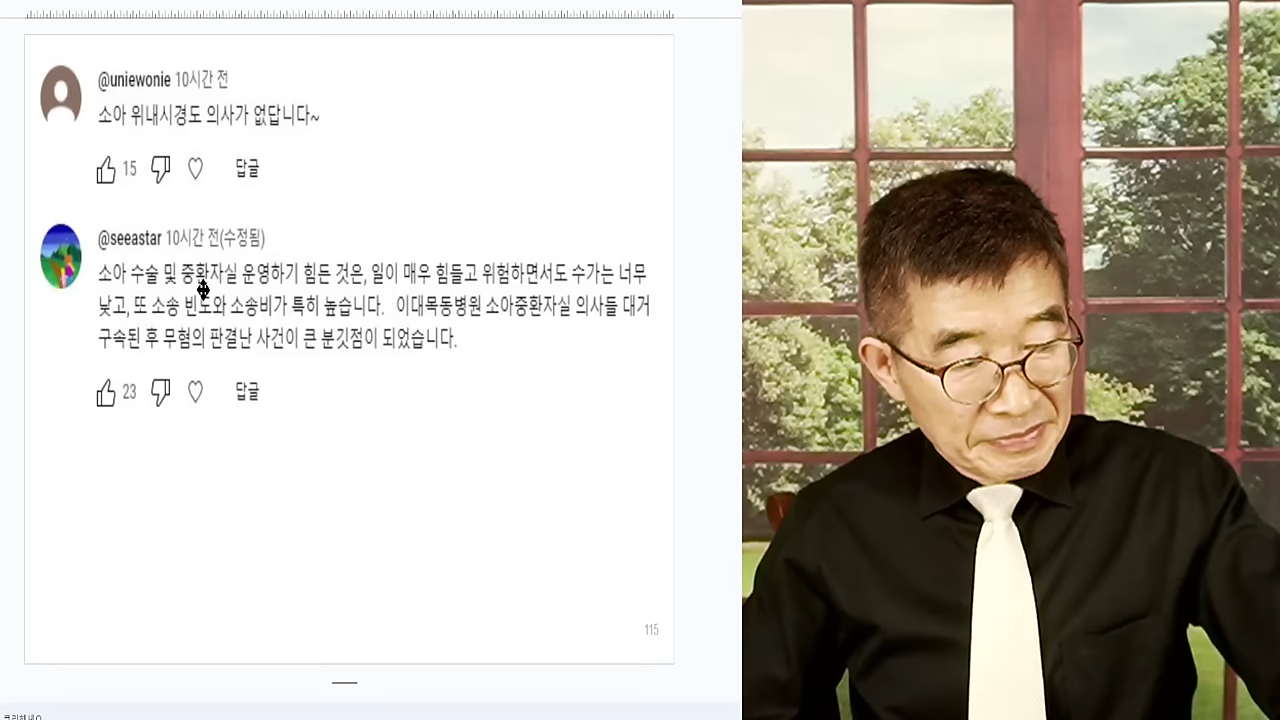 @uniewonie 10시간 전
소아 위내시경도 의사가 없답니다~
15 답글
@seeastar 10시간 전(수정됨)
소아 수술 및 중환자실 운영하기 힘든 것은, 일이 매우 힘들고 위험하면서도 수가는 너무
낮고, 또 소송 빈도와 소송비가 특히 높습니다. 이대목동병원 소아중환자실 의사들 대거
구속된 후 무혐의 판결난 사건이 큰 분깃점이 되었습니다.
23 답글
115